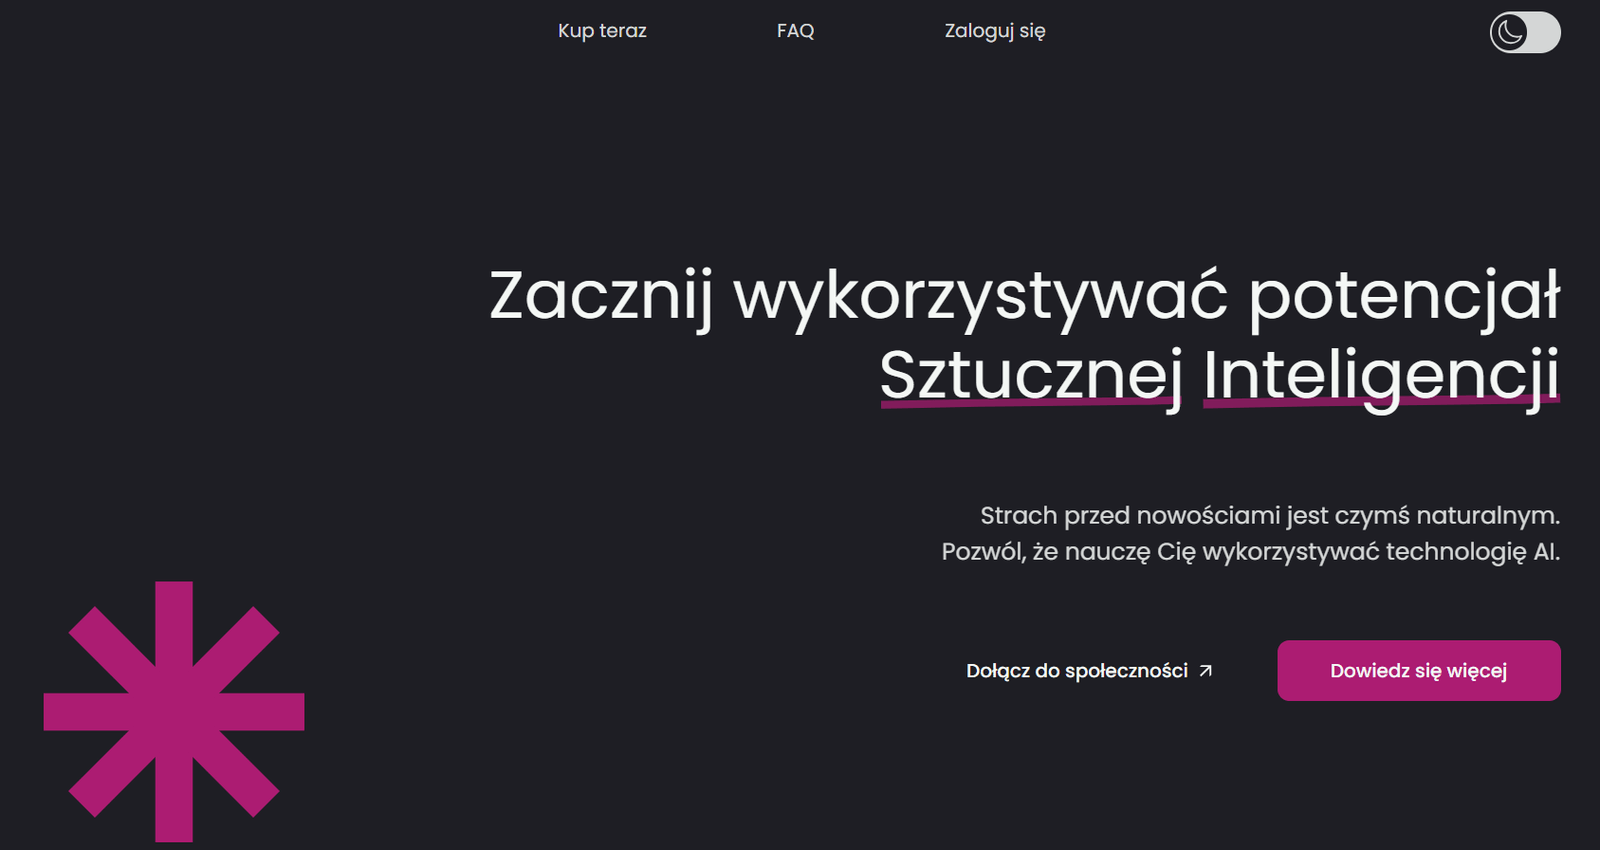 Kup teraz
FAQ
Zaloguj się
Zacznij wykorzystywać potencjał
Sztucznej Inteligencji
Strach przed nowościami jest czymś naturalnym.
Pozwól, że nauczę Cię wykorzystywać technologię AI.
Dołącz do społeczności
Dowiedz się więcej